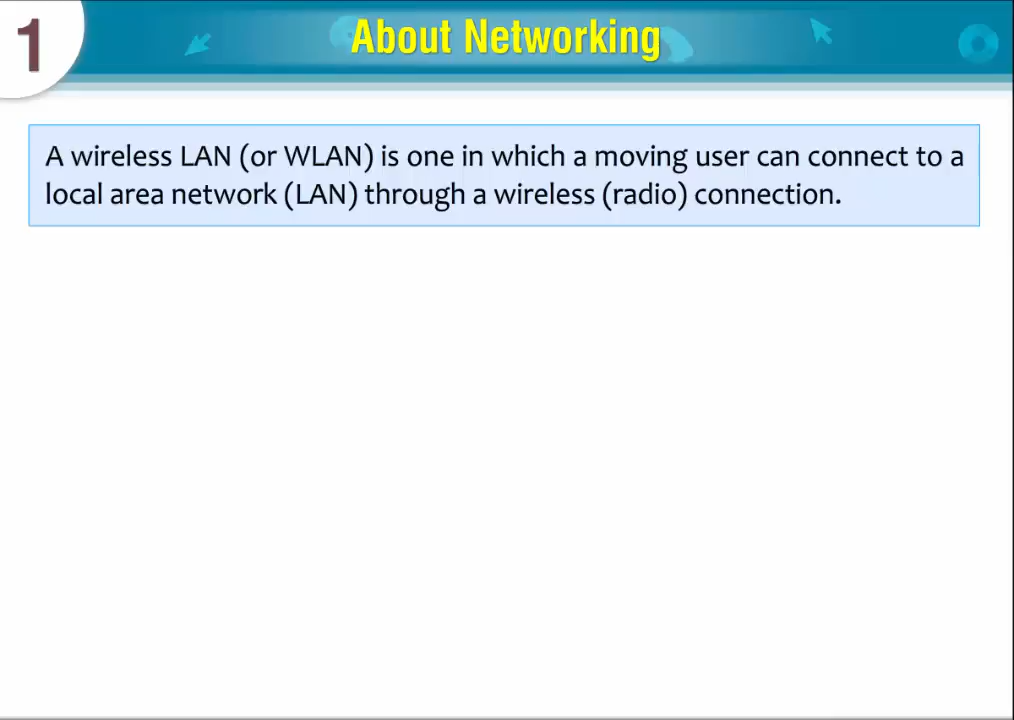 1
About Networking
A wireless LAN (or WLAN) is one in which a moving user can connect to a
local area network (LAN) through a wireless (radio) connection.